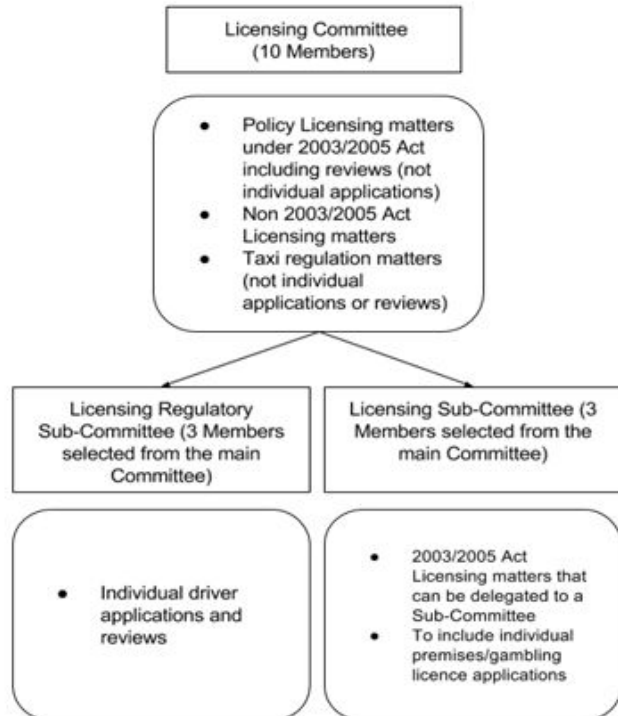 Licensing Committee
(10 Members)
● Policy Licensing matters
under 2003/2005 Act
including reviews (not
individual applications)
● Non 2003/2005 Act
Licensing matters
● Taxi regulation matters
(not individual
applications or reviews)
Licensing Regulatory
Sub-Committee (3 Members
selected from the main
Committee)
Licensing Sub-Committee (3
Members selected from the
main Committee)
● Individual driver
applications and
reviews
● 2003/2005 Act
Licensing matters that
can be delegated to a
Sub-Committee
● To include individual
premises/gambling
licence applications